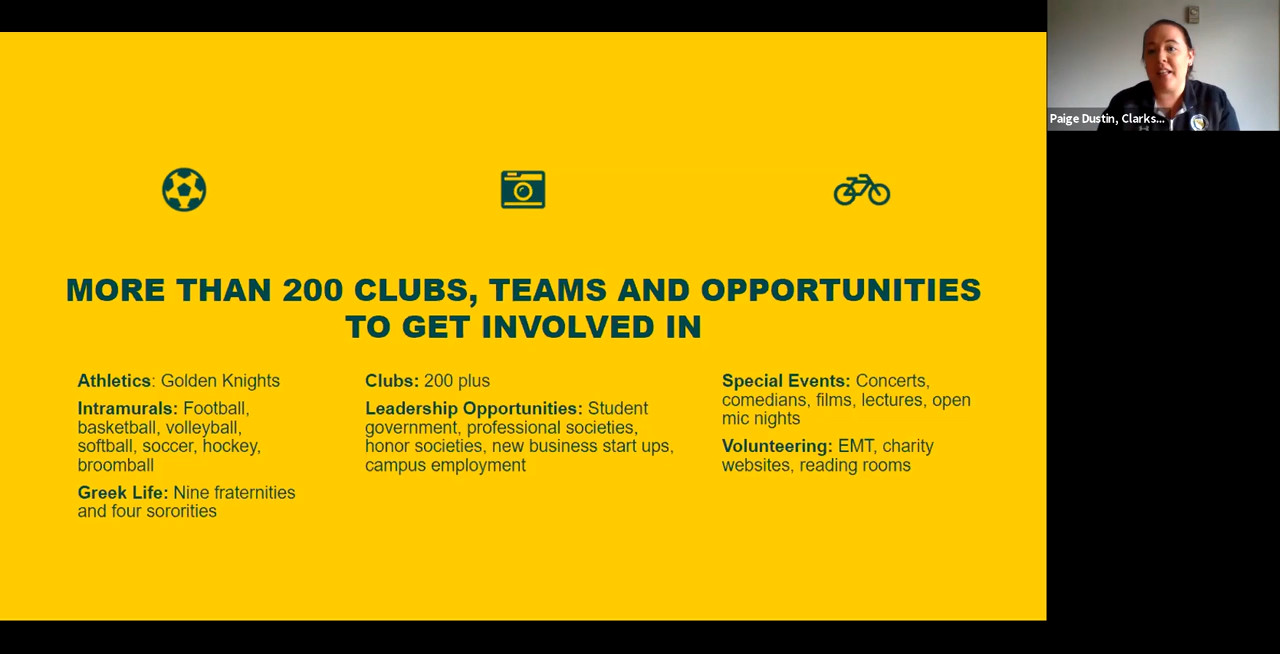 MORE THAN 200 CLUBS, TEAMS AND OPPORTUNITIES
TO GET INVOLVED IN
Athletics: Golden Knights
Intramurals: Football,
basketball, volleyball,
softball, soccer, hockey,
broomball
Greek Life: Nine fraternities
and four sororities
Clubs: 200 plus
Leadership Opportunities: Student
government, professional societies,
honor societies, new business start ups,
campus employment
Special Events: Concerts,
comedians, films, lectures, open
mic nights
Volunteering: EMT, charity
websites, reading rooms
Paige Dustin, Clarks...